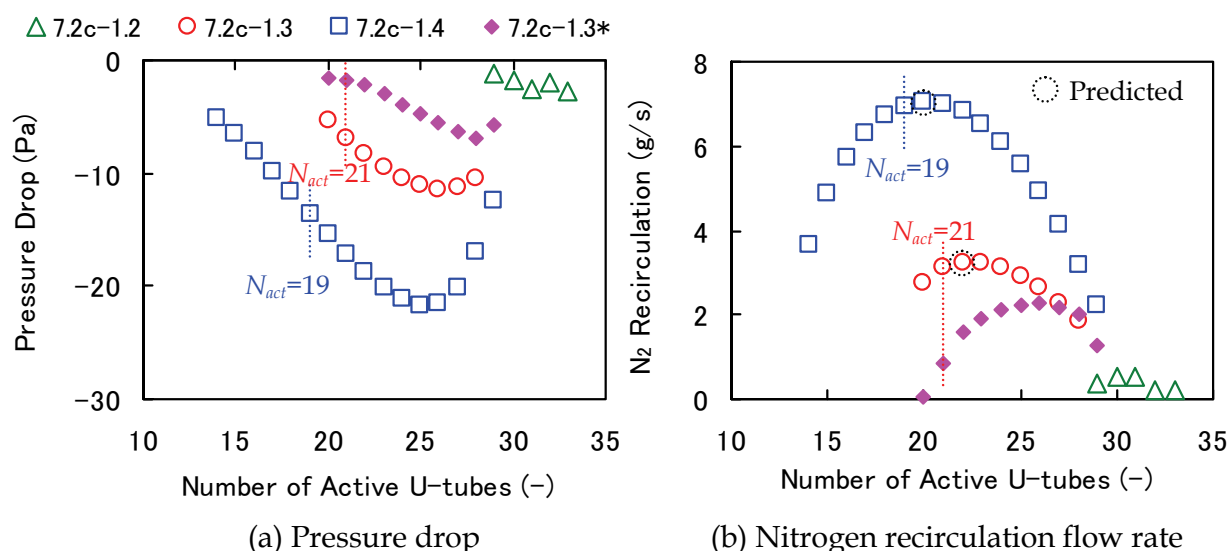 7.2c-1.2 7.2c-1.3 7.2c-1.4 7.2c-1.3*
Pressure Drop (Pa)
0
-10
-20
-30
10 15 20 25 30 35
Number of Active U-tubes (-)
N_act=21
N_act=19
(a) Pressure drop
N₂ Recirculation (g/s)
8
6
4
2
0
10 15 20 25 30 35
Number of Active U-tubes (-)
Predicted
N_act=19
N_act=21
(b) Nitrogen recirculation flow rate